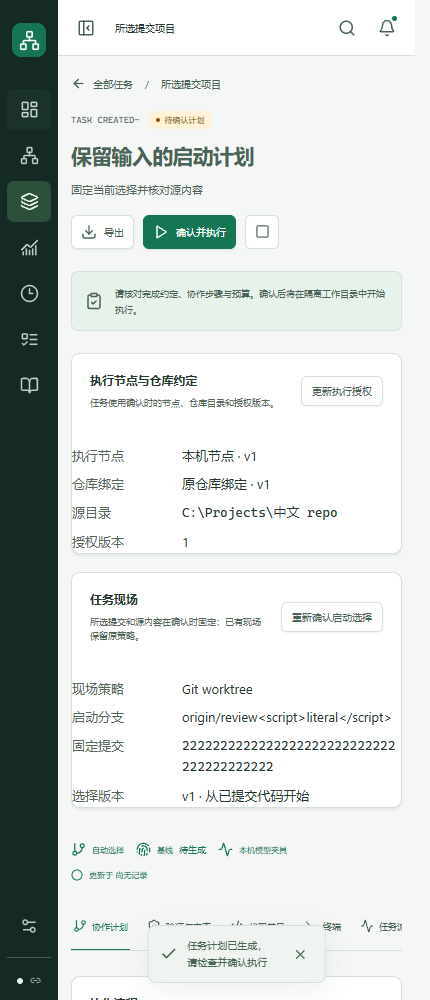 所选提交项目
全部任务 / 所选提交项目
TASK CREATED— 待确认计划
保留输入的启动计划
固定当前选择并核对源内容
导出 确认并执行
请核对完成约定、协作步骤与预算。确认后将在隔离工作目录中开始
执行。
执行节点与仓库约定
任务使用确认时的节点、仓库目录和授权版本。
更新执行授权
执行节点 本机节点 · v1
仓库绑定 原仓库绑定 · v1
源目录 C:\Projects\中文 repo
授权版本 1
任务现场
所选提交和源内容在确认时固定；已有现场
保留原策略。
重新确认启动选择
现场策略 Git worktree
启动分支 origin/review<script>literal</script>
固定提交 2222222222222222222222222222
222222222222
选择版本 v1 · 从已提交代码开始
自动选择 基线 待生成 本机模型夹具
更新于 尚无记录
协作计划 终端
任务计划已生成，
请检查并确认执行